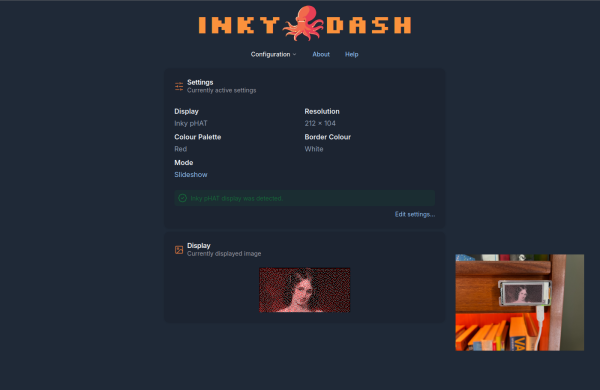 INKY DASH
Configuration
About
Help
Settings
Currently active settings
Display
Resolution
Inky pHAT
212 × 104
Colour Palette
Border Colour
Red
White
Mode
Slideshow
Inky pHAT display was detected
Edit settings...
Display
Currently displayed image
VA